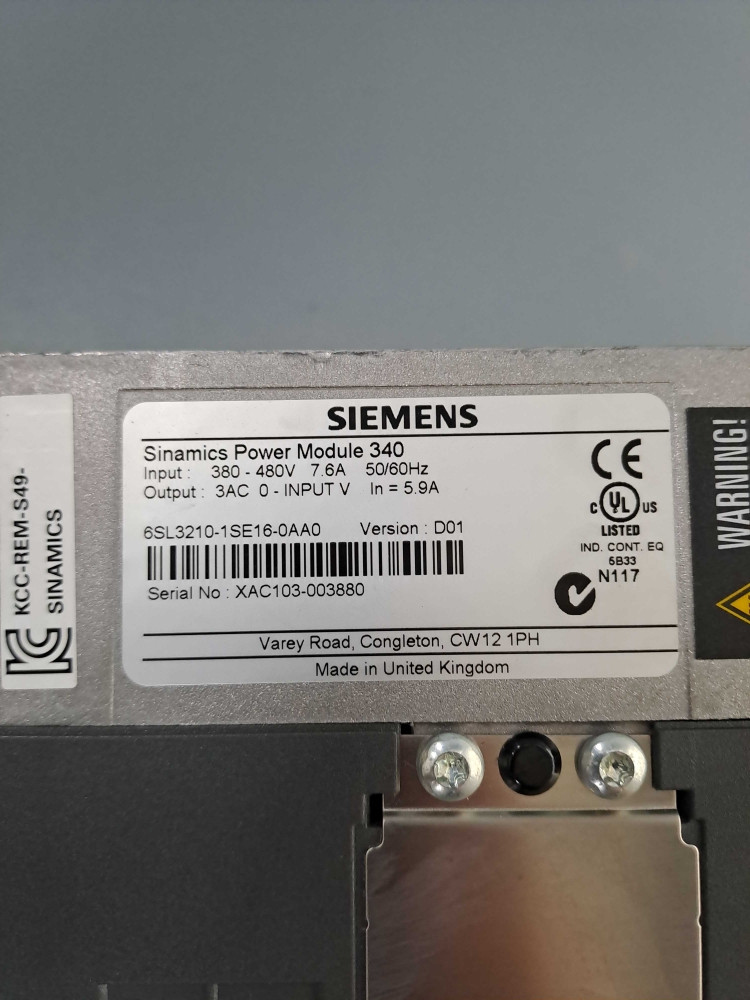 SIEMENS
Sinamics Power Module 340
Input : 380 - 480V 7.6A 50/60Hz
Output : 3AC 0 - INPUT V In = 5.9A
6SL3210-1SE16-0AA0 Version : D01
Serial No : XAC103-003880
CE
C UL US
LISTED
IND. CONT. EQ
5B33
N117
Varey Road, Congleton, CW12 1PH
Made in United Kingdom
KCC-REM-S49-
SINAMICS
WARNING!